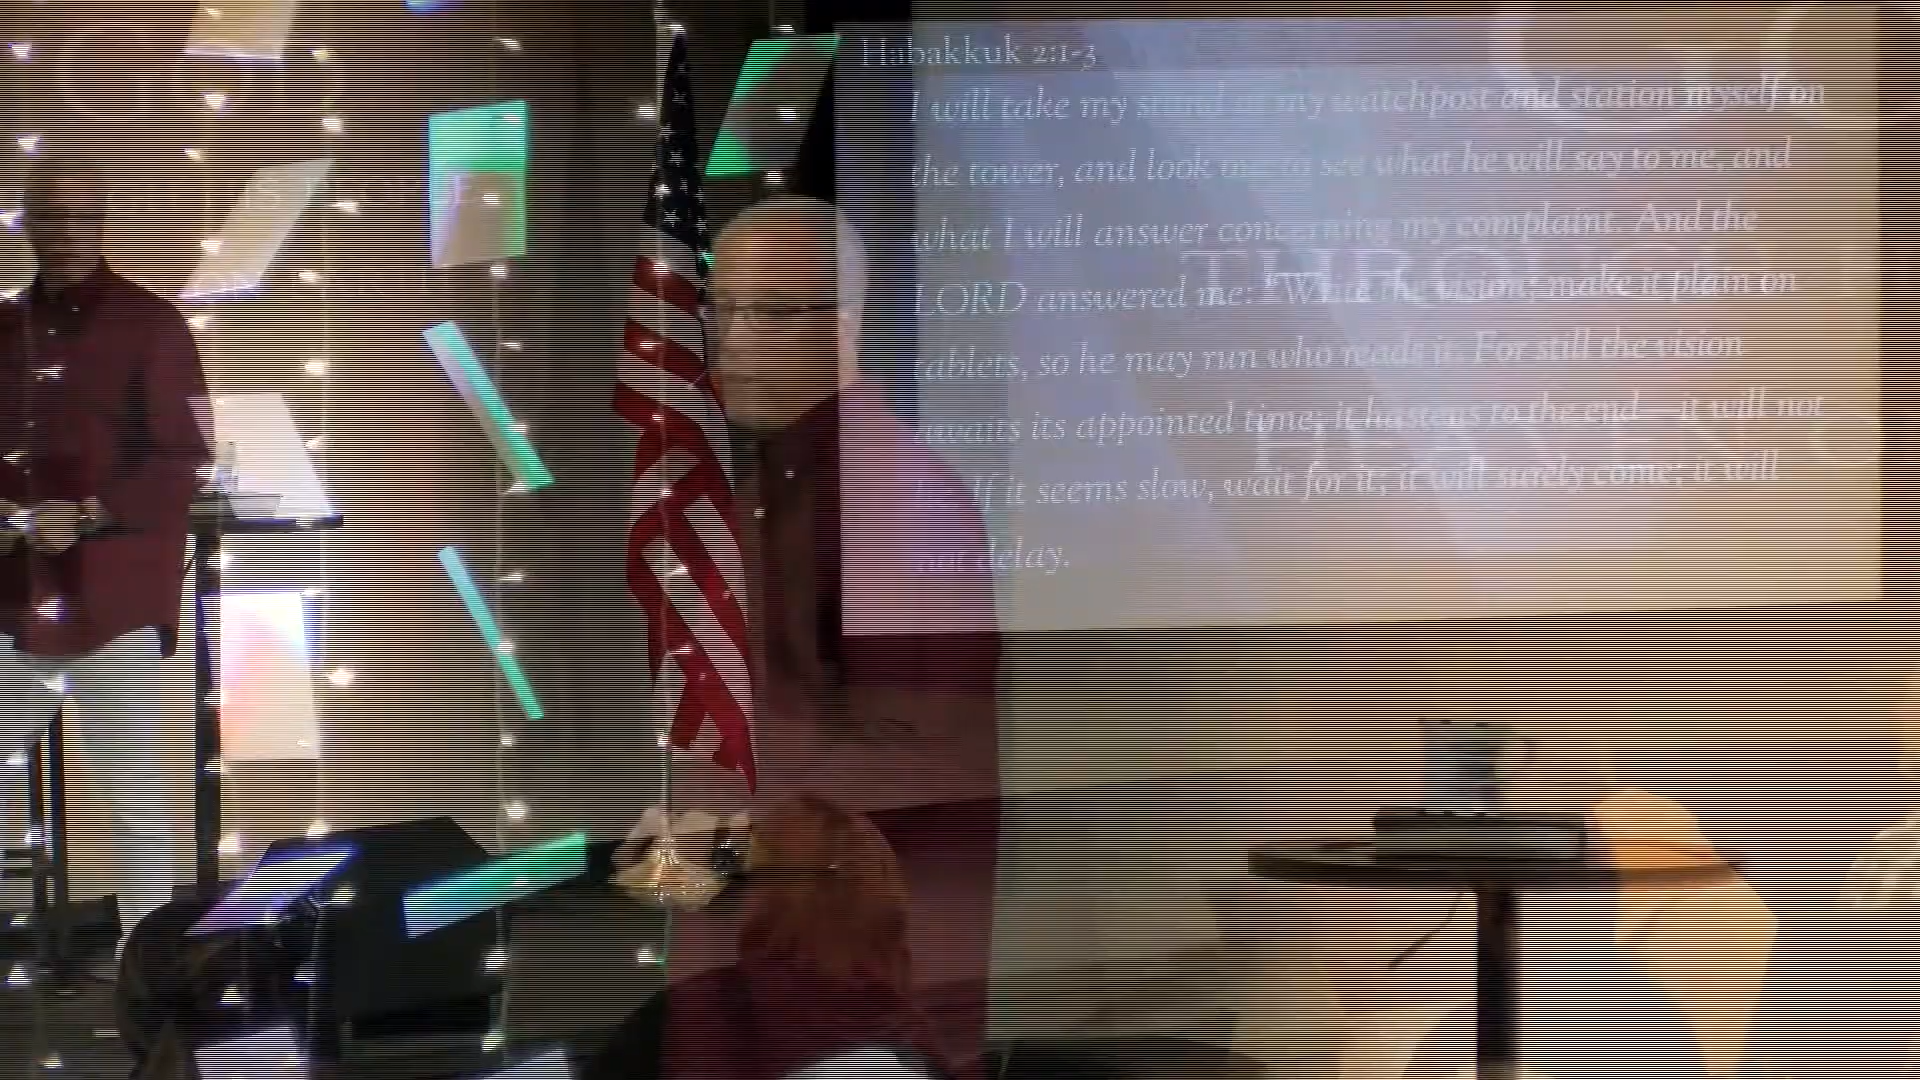 Habakkuk 2:1-3
I will take my stand at my watchpost and station myself on
the tower, and look out to see what he will say to me, and
what I will answer concerning my complaint. And the
LORD answered me: "Write the vision; make it plain on
tablets, so he may run who reads it. For still the vision
awaits its appointed time; it hastens to the end—it will not
lie. If it seems slow, wait for it; it will surely come; it will
not delay.
THROUGH
HEAVEN